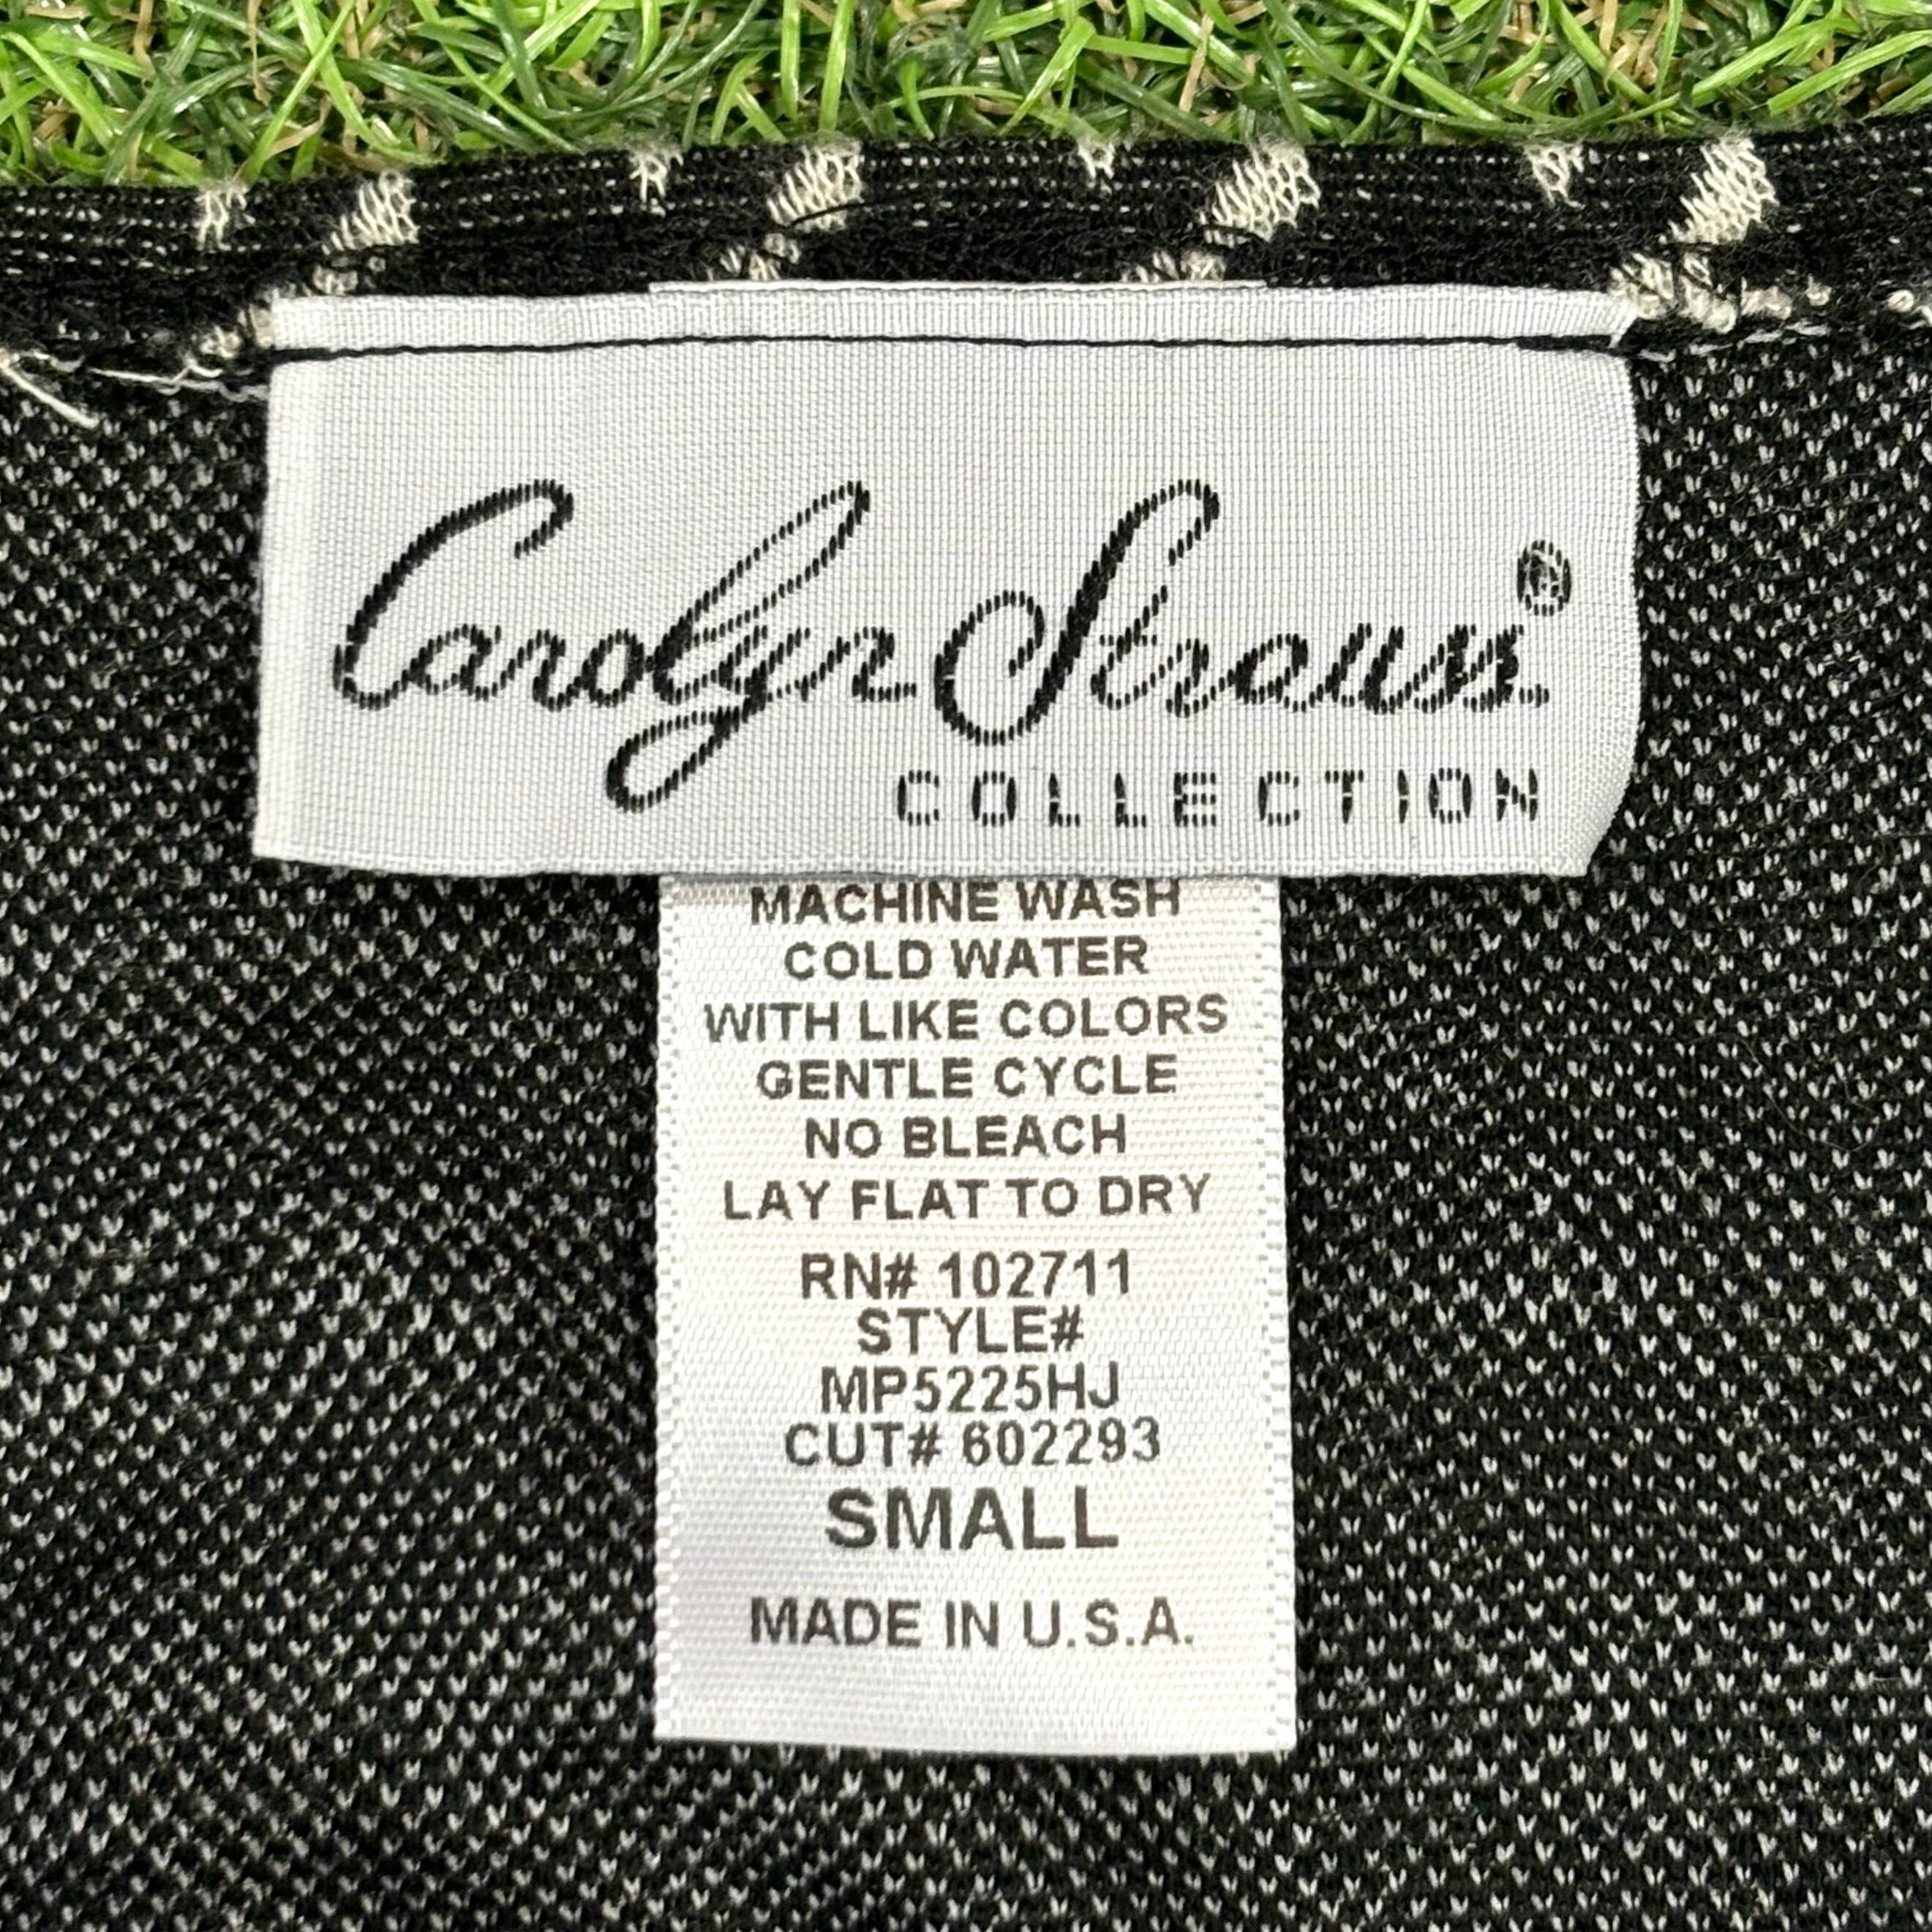 Carolyn Strauss®
COLLECTION
MACHINE WASH
COLD WATER
WITH LIKE COLORS
GENTLE CYCLE
NO BLEACH
LAY FLAT TO DRY
RN# 102711
STYLE#
MP5225HJ
CUT# 602293
SMALL
MADE IN U.S.A.